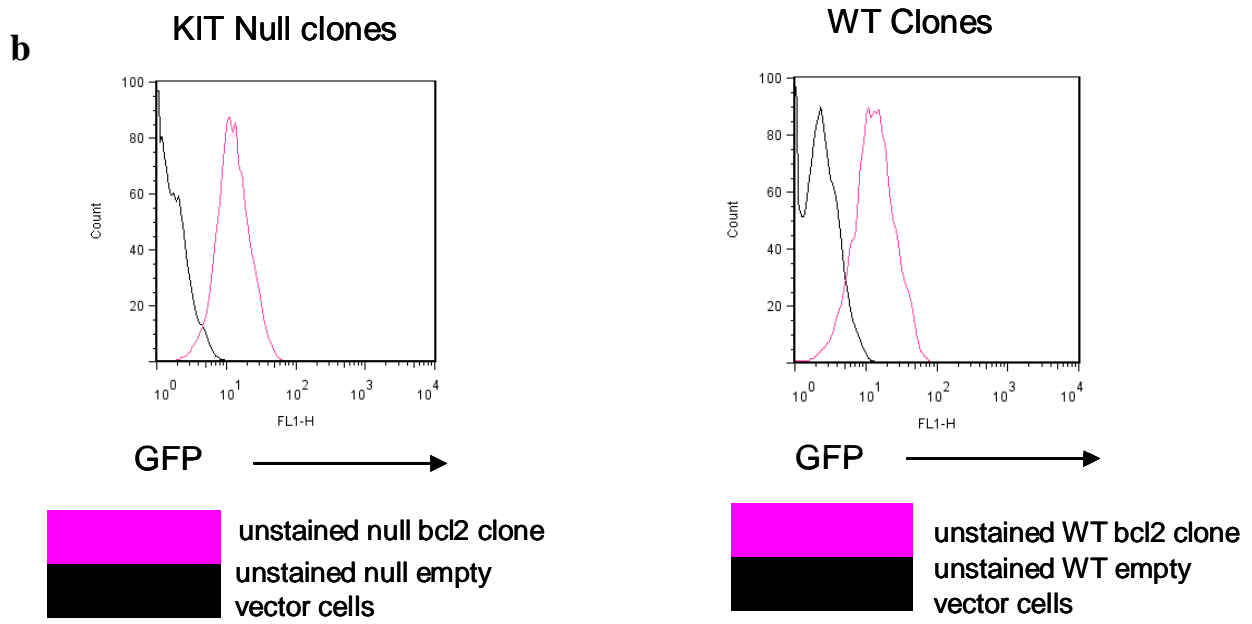 b
KIT Null clones
WT Clones
100
80
60
40
20
Count
10^0 10^1 10^2 10^3 10^4
FL1-H
GFP
unstained null bcl2 clone
unstained null empty
vector cells
100
80
60
40
20
Count
10^0 10^1 10^2 10^3 10^4
FL1-H
GFP
unstained WT bcl2 clone
unstained WT empty
vector cells